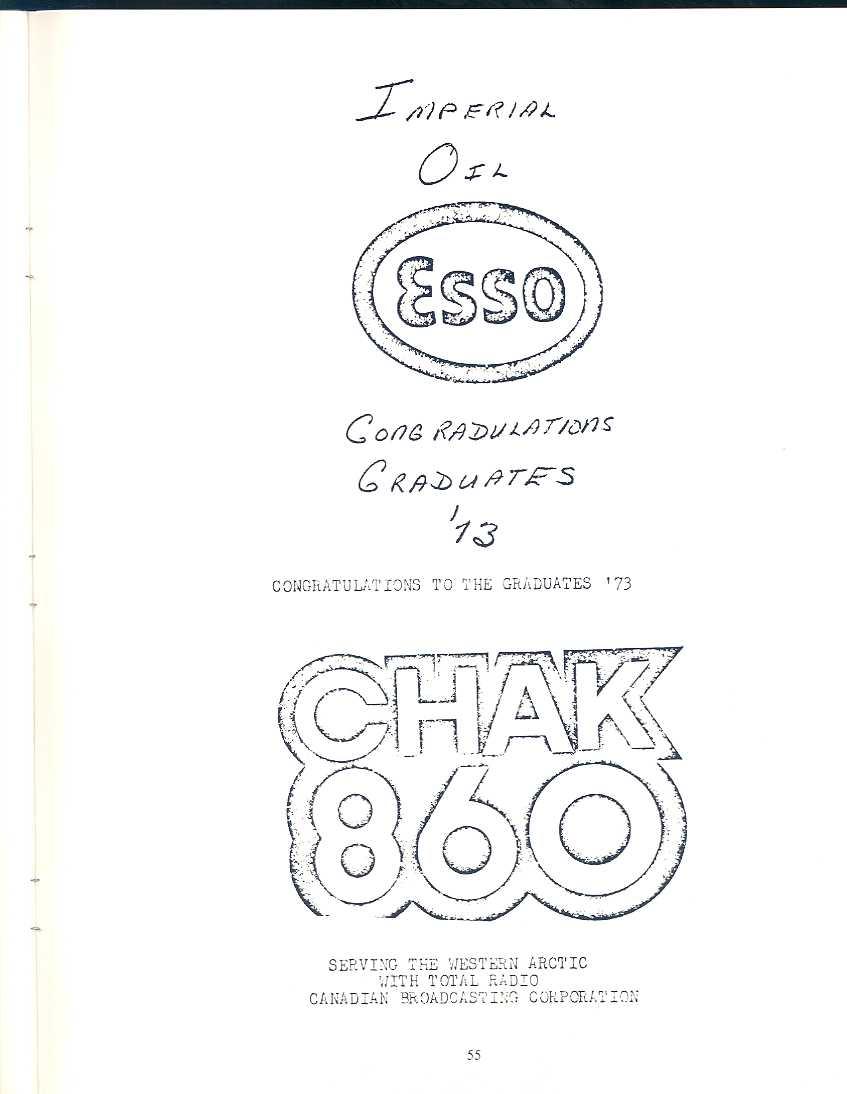 IMPERIAL
OIL
ESSO
CONGRADULATIONS
GRADUATES
'73
CONGRATULATIONS TO THE GRADUATES '73
CHAK
860
SERVING THE WESTERN ARCTIC
WITH TOTAL RADIO
CANADIAN BROADCASTING CORPORATION
55